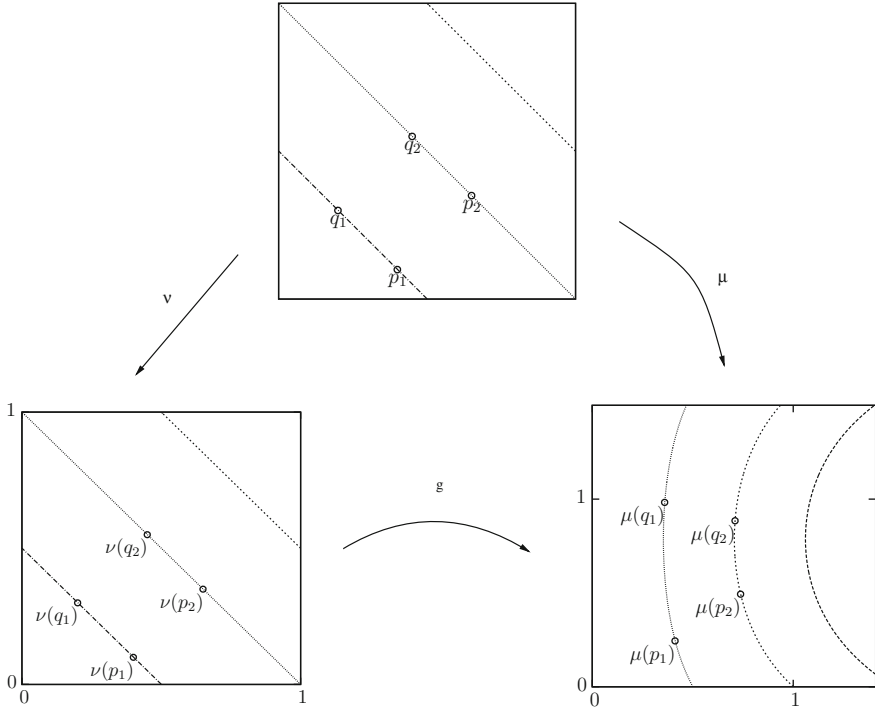 q₂
p₂
q₁
p₁
ν
μ
1
ν(q₂)
ν(p₂)
ν(q₁)
ν(p₁)
0
0
1
g
1
μ(q₁)
μ(q₂)
μ(p₂)
μ(p₁)
0
0
1